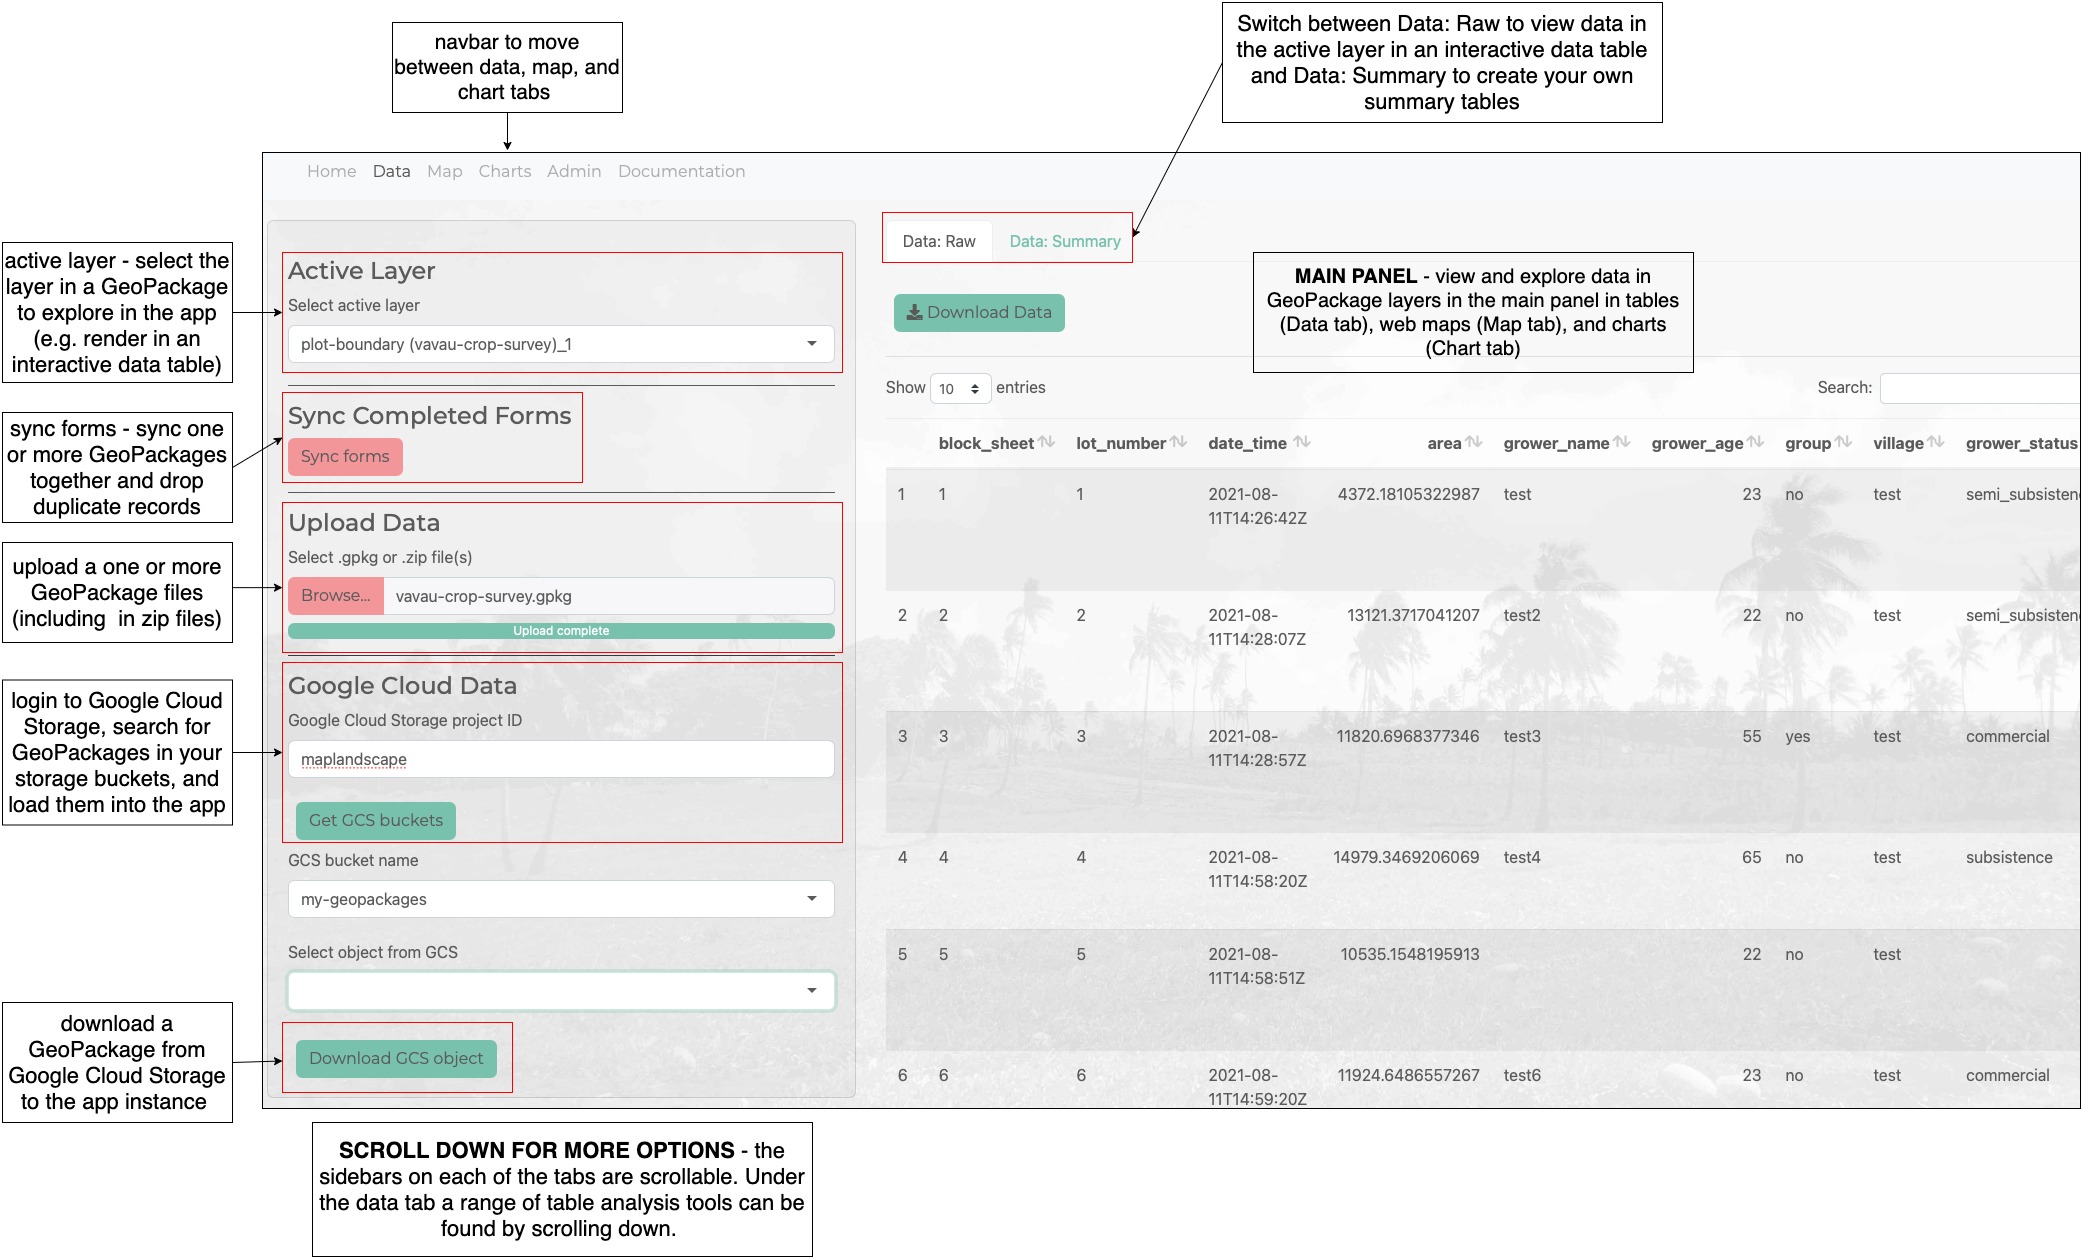 navbar to move
between data, map, and
chart tabs
Switch between Data: Raw to view data in
the active layer in an interactive data table
and Data: Summary to create your own
summary tables
Home Data Map Charts Admin Documentation
active layer - select the
layer in a GeoPackage
to explore in the app
(e.g. render in an
interactive data table)
sync forms - sync one
or more GeoPackages
together and drop
duplicate records
upload a one or more
GeoPackage files
(including in zip files)
login to Google Cloud
Storage, search for
GeoPackages in your
storage buckets, and
load them into the app
download a
GeoPackage from
Google Cloud Storage
to the app instance
Active Layer
Select active layer
plot-boundary (vavau-crop-survey)_1
Sync Completed Forms
Sync forms
Upload Data
Select .gpkg or .zip file(s)
Browse... vavau-crop-survey.gpkg
Upload complete
Google Cloud Data
Google Cloud Storage project ID
maplandscape
Get GCS buckets
GCS bucket name
my-geopackages
Select object from GCS
Download GCS object
Data: Raw Data: Summary
Download Data
MAIN PANEL - view and explore data in
GeoPackage layers in the main panel in tables
(Data tab), web maps (Map tab), and charts
(Chart tab)
Show 10 entries Search:
block_sheet lot_number date_time area grower_name grower_age group village grower_status
1 1 1 2021-08- 4372.18105322987 test 23 no test semi_subsisten
11T14:26:42Z
2 2 2 2021-08- 13121.3717041207 test2 22 no test semi_subsisten
11T14:28:07Z
3 3 3 2021-08- 11820.6968377346 test3 55 yes test commercial
11T14:28:57Z
4 4 4 2021-08- 14979.3469206069 test4 65 no test subsistence
11T14:58:20Z
5 5 5 2021-08- 10535.1548195913 22 no test
11T14:58:51Z
6 6 6 2021-08- 11924.6486557267 test6 23 no test commercial
11T14:59:20Z
SCROLL DOWN FOR MORE OPTIONS - the
sidebars on each of the tabs are scrollable. Under
the data tab a range of table analysis tools can be
found by scrolling down.